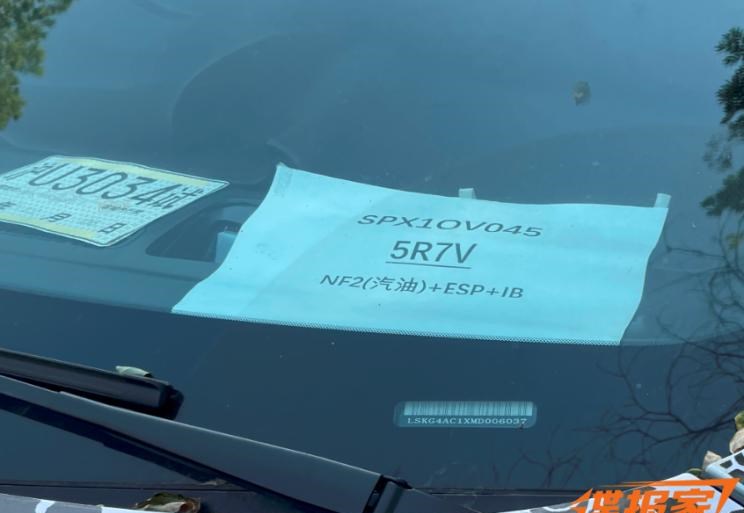 沪U3034试
年 月 日
SPX1OV045
5R7V
NF2(汽油)+ESP+IB
LSKG4AC1XMD006037
谍报家